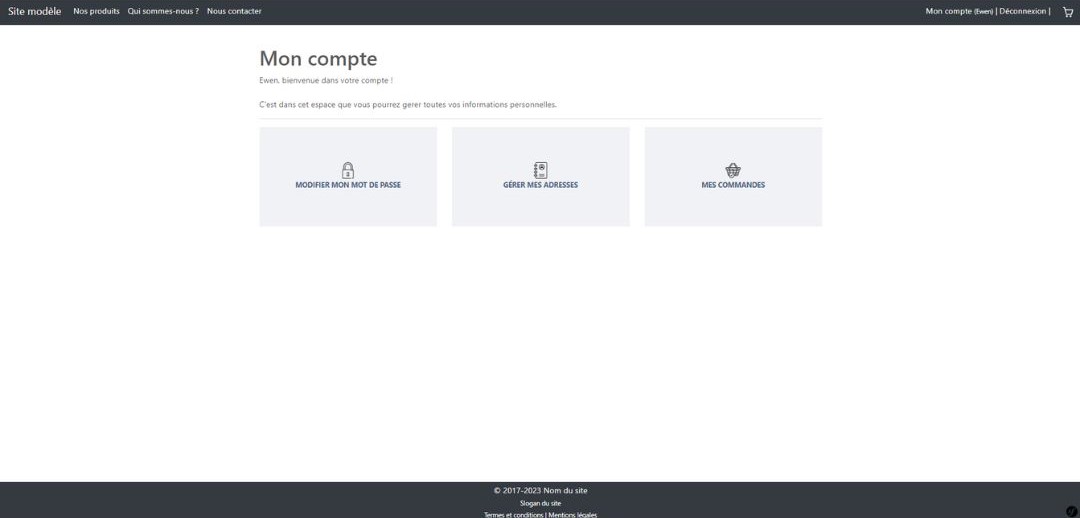 Site modèle Nos produits Qui sommes-nous ? Nous contacter Mon compte (Ewen) | Déconnexion |
Mon compte
Ewen, bienvenue dans votre compte !
C'est dans cet espace que vous pourrez gerer toutes vos informations personnelles.
MODIFIER MON MOT DE PASSE
GÉRER MES ADRESSES
MES COMMANDES
© 2017-2023 Nom du site
Slogan du site
Termes et conditions | Mentions légales